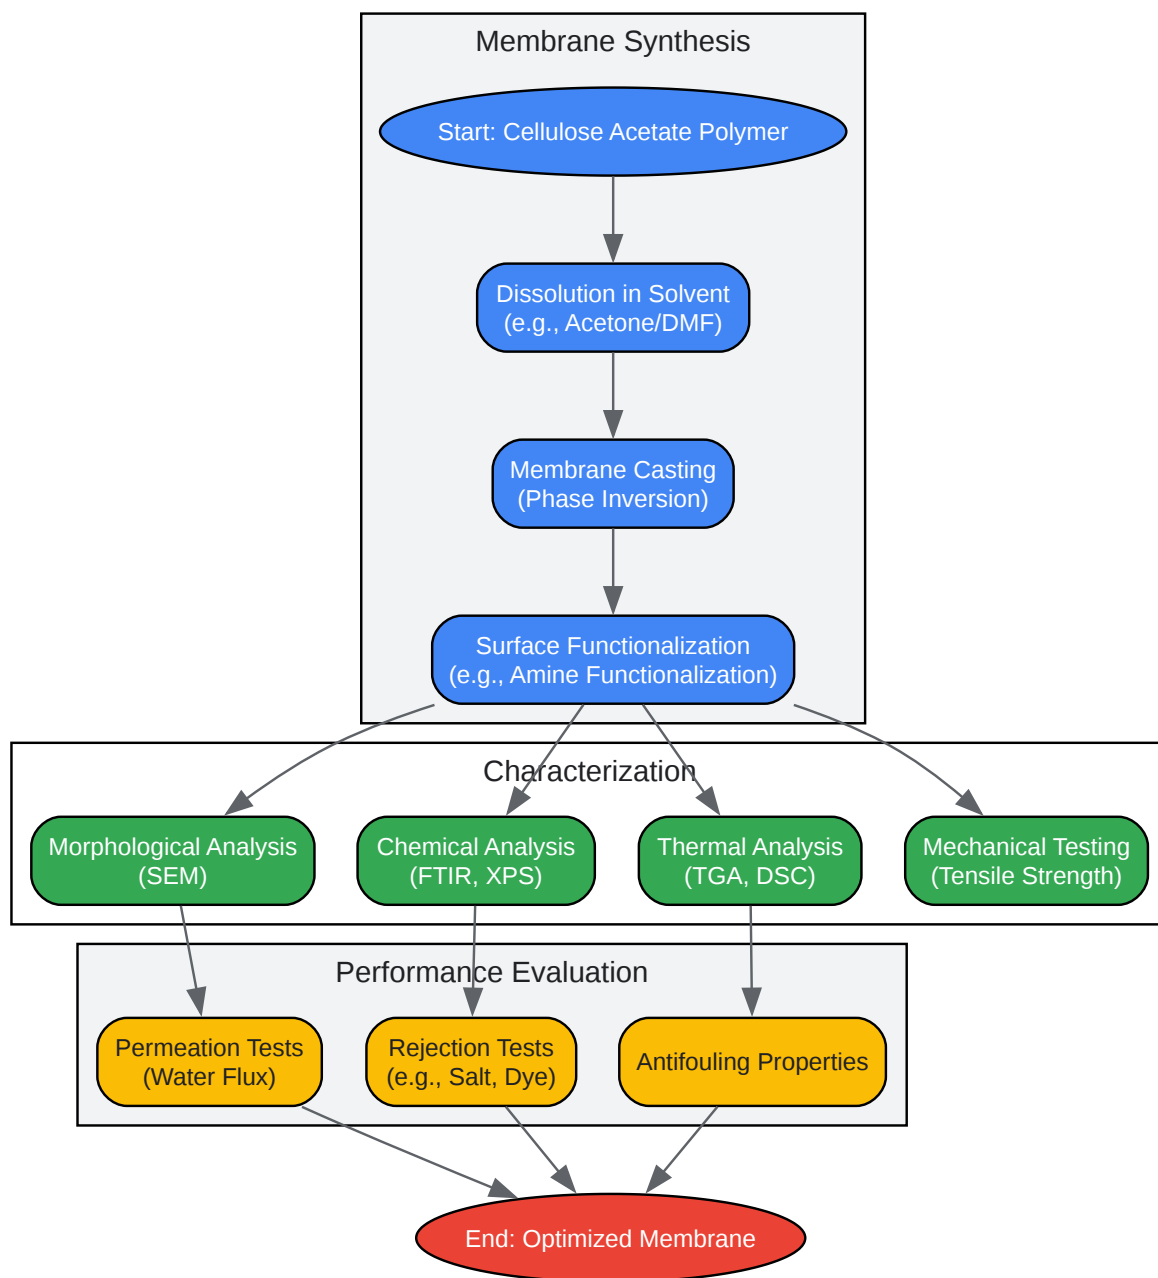 Membrane Synthesis
Start: Cellulose Acetate Polymer
Dissolution in Solvent
(e.g., Acetone/DMF)
Membrane Casting
(Phase Inversion)
Surface Functionalization
(e.g., Amine Functionalization)
Characterization
Morphological Analysis
(SEM)
Chemical Analysis
(FTIR, XPS)
Thermal Analysis
(TGA, DSC)
Mechanical Testing
(Tensile Strength)
Performance Evaluation
Permeation Tests
(Water Flux)
Rejection Tests
(e.g., Salt, Dye)
Antifouling Properties
End: Optimized Membrane